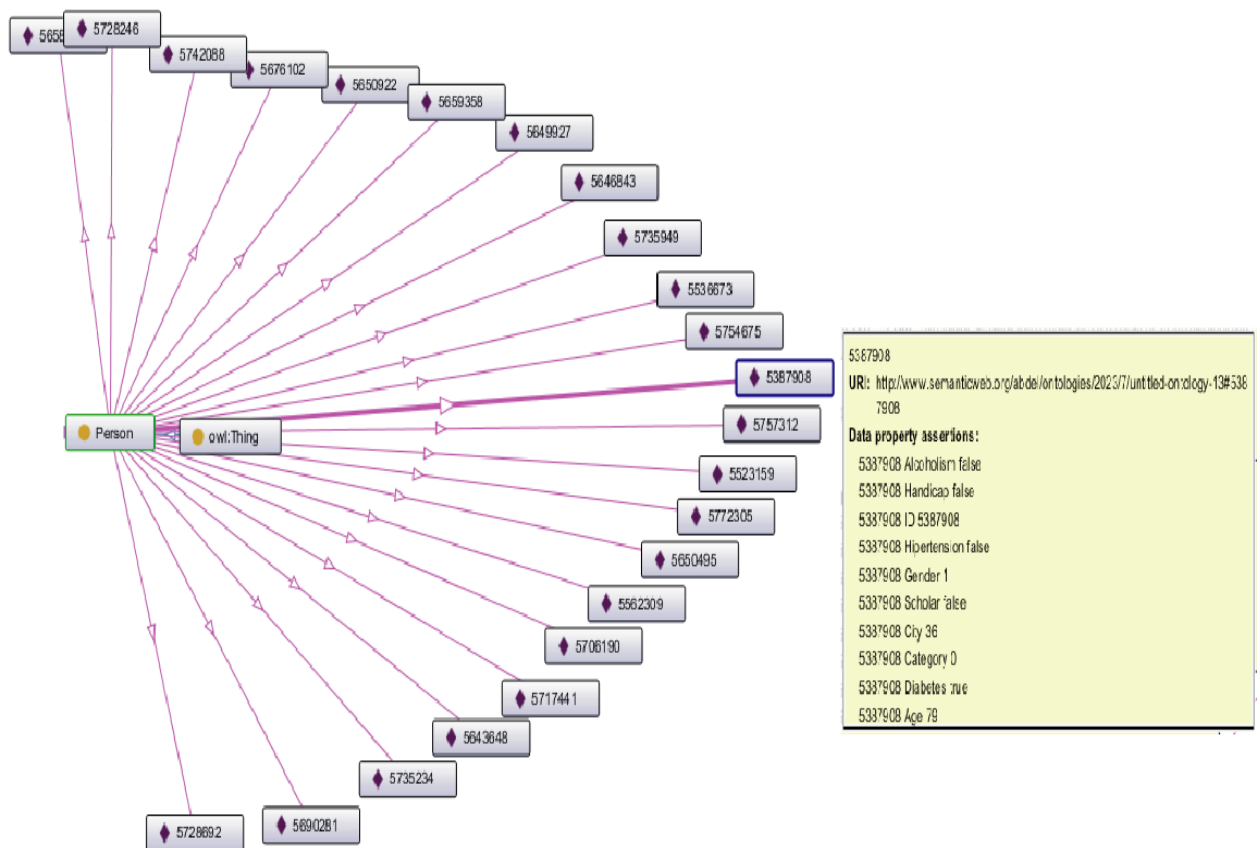 5658
5728246
5742088
5676102
5650922
5659358
5649927
5646843
5735949
5536673
5754675
5387908
5757312
5523159
5772305
5650495
5562309
5706190
5717441
5643648
5735234
5690281
5728692
Person
owl:Thing
5387908
URI: http://www.semanticweb.org/abdel/ontologies/2023/7/untitled-ontology-13#538
7908
Data property assertions:
5387908 Alcoholism false
5387908 Handicap false
5387908 ID 5387908
5387908 Hipertension false
5387908 Gender 1
5387908 Scholar false
5387908 City 36
5387908 Category 0
5387908 Diabetes true
5387908 Age 79